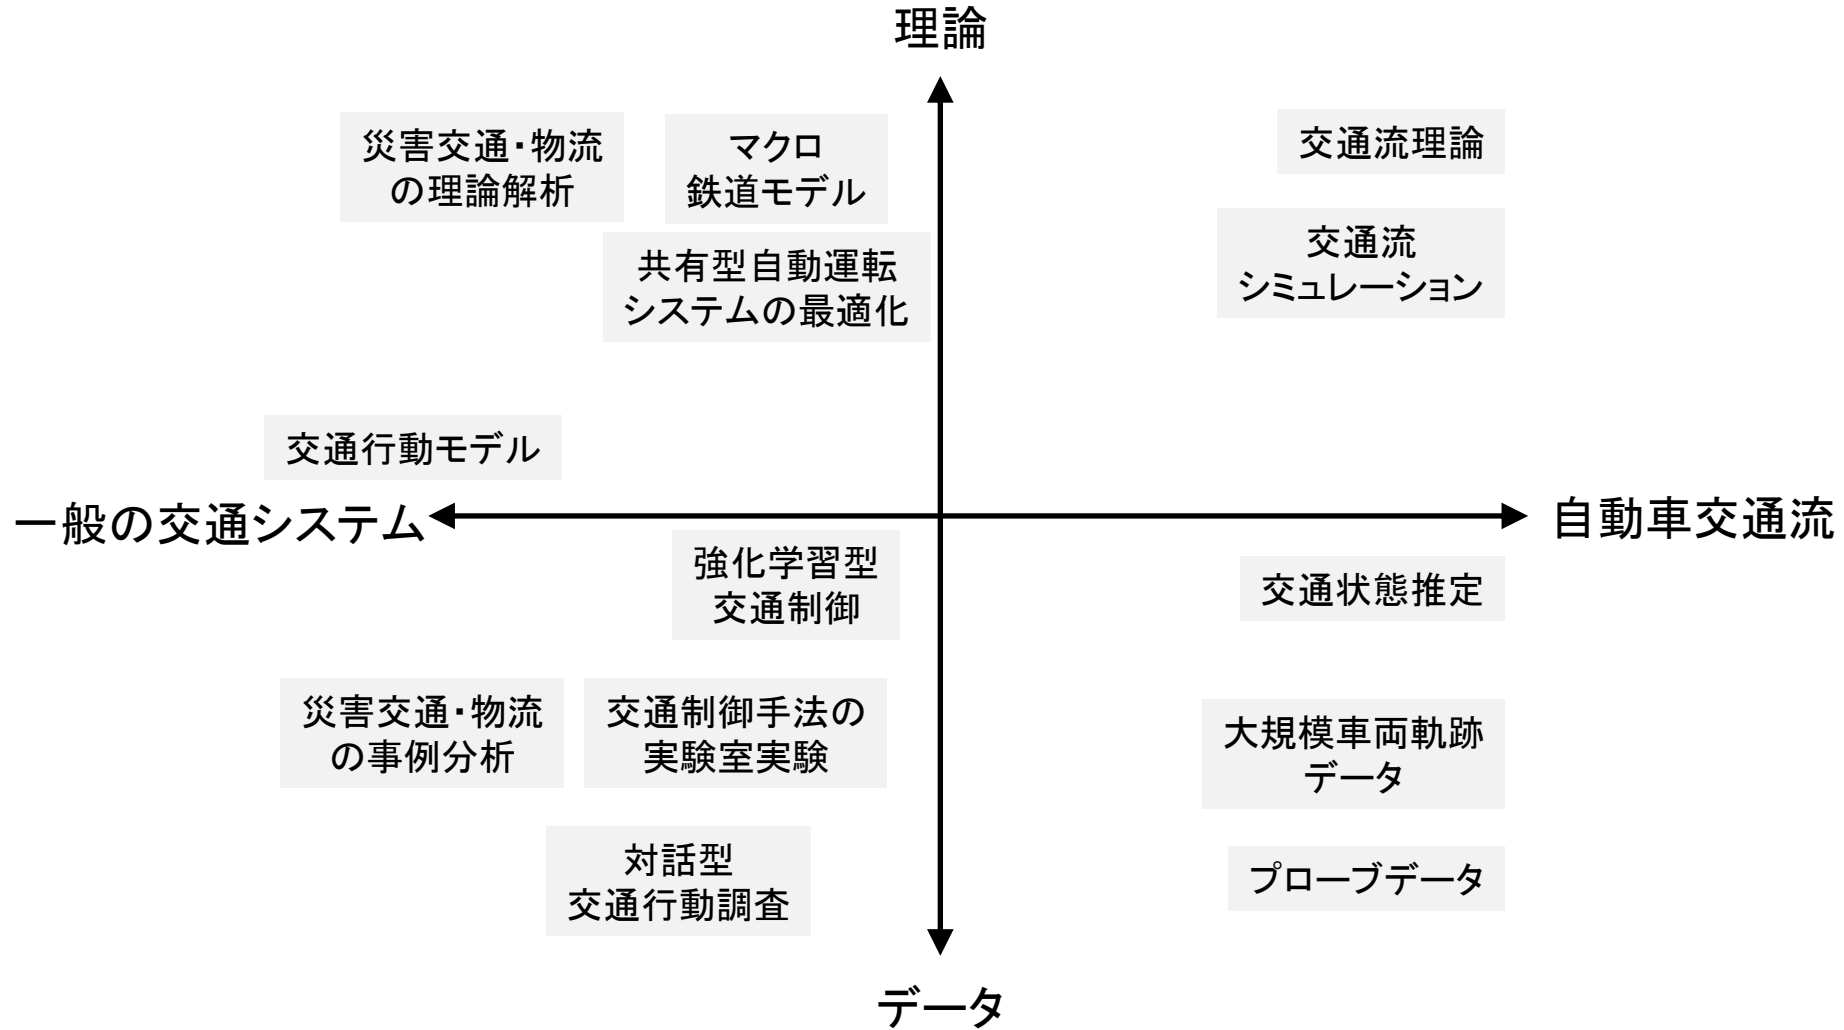 理論
災害交通・物流
の理論解析
マクロ
鉄道モデル
交通流理論
共有型自動運転
システムの最適化
交通流
シミュレーション
交通行動モデル
一般の交通システム
自動車交通流
強化学習型
交通制御
交通状態推定
災害交通・物流
の事例分析
交通制御手法の
実験室実験
大規模車両軌跡
データ
対話型
交通行動調査
プローブデータ
データ